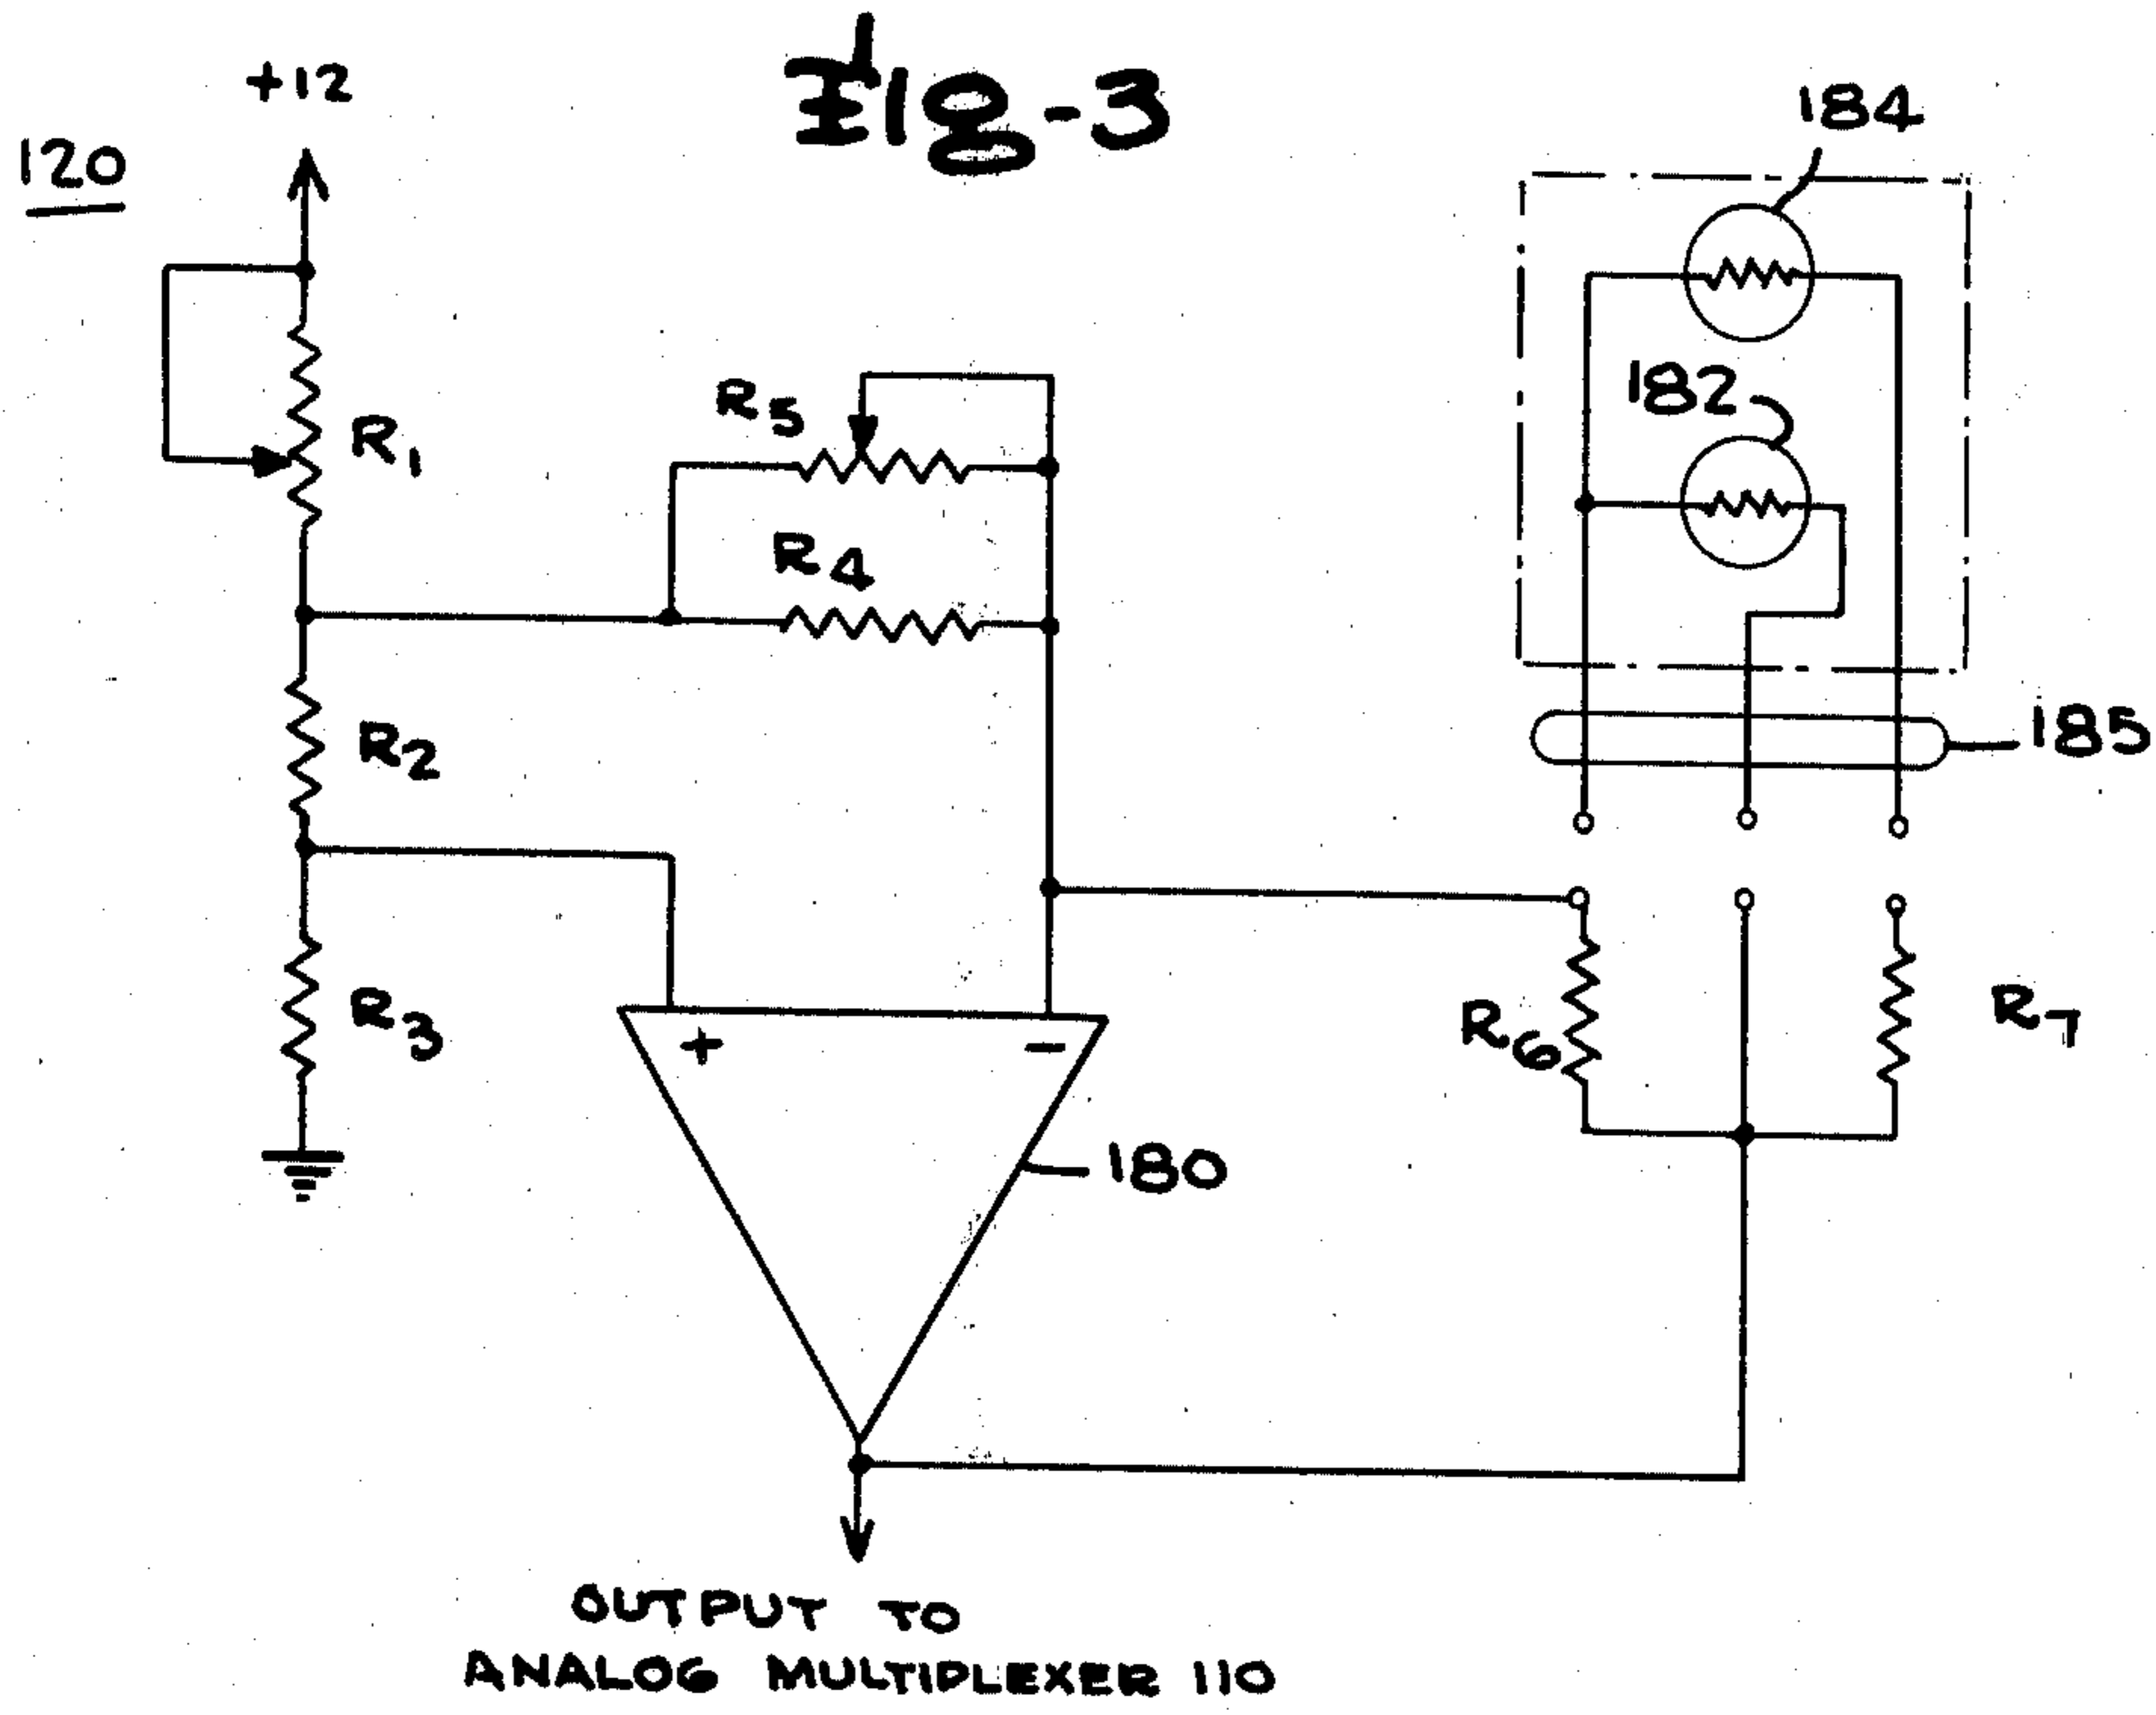 Fig-3
+12
120
184
R5
182
R1
R4
R2
185
R3
+
-
R6
R7
180
OUTPUT TO
ANALOG MULTIPLEXER 110